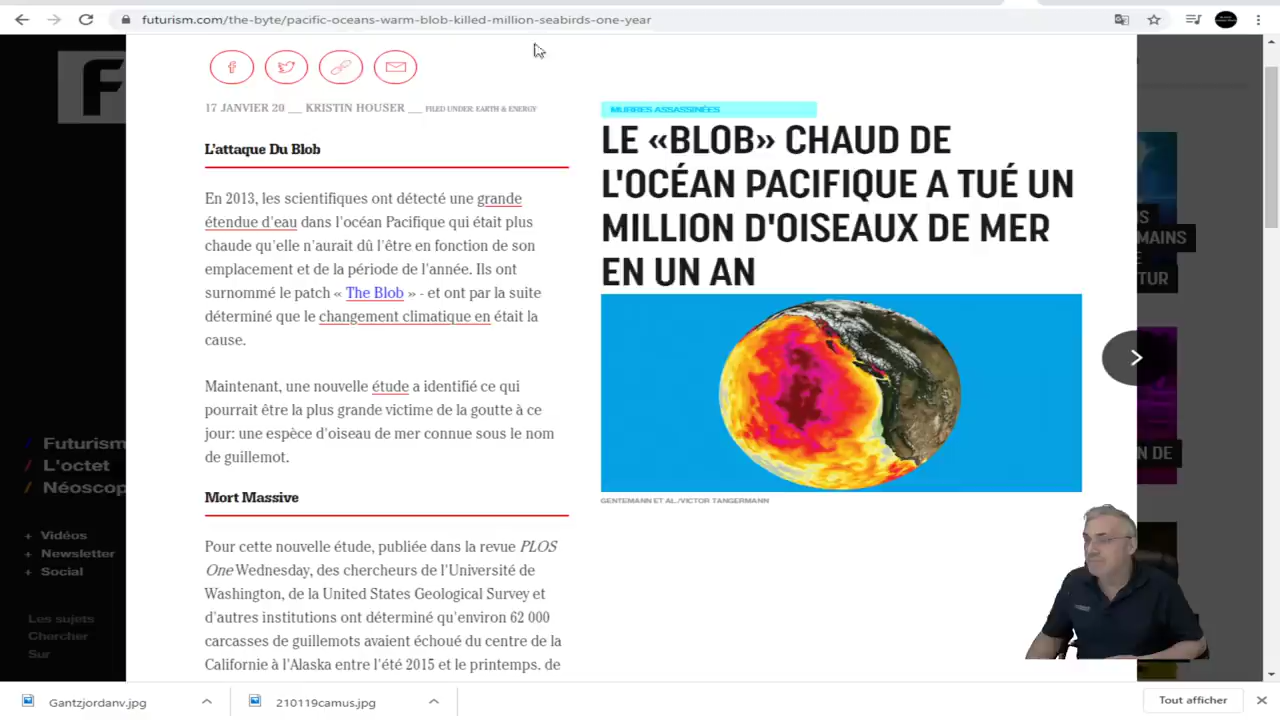 futurism.com/the-byte/pacific-oceans-warm-blob-killed-million-seabirds-one-year
F
17 JANVIER 20 __ KRISTIN HOUSER __ FILED UNDER: EARTH & ENERGY
L'attaque Du Blob
En 2013, les scientifiques ont détecté une grande
étendue d'eau dans l'océan Pacifique qui était plus
chaude qu'elle n'aurait dû l'être en fonction de son
emplacement et de la période de l'année. Ils ont
surnommé le patch « The Blob » - et ont par la suite
déterminé que le changement climatique en était la
cause.
Maintenant, une nouvelle étude a identifié ce qui
pourrait être la plus grande victime de la goutte à ce
jour: une espèce d'oiseau de mer connue sous le nom
de guillemot.
Mort Massive
Pour cette nouvelle étude, publiée dans la revue PLOS
One Wednesday, des chercheurs de l'Université de
Washington, de la United States Geological Survey et
d'autres institutions ont déterminé qu'environ 62 000
carcasses de guillemots avaient échoué du centre de la
Californie à l'Alaska entre l'été 2015 et le printemps. de
MURRES ASSASSINÉES
LE «BLOB» CHAUD DE
L'OCÉAN PACIFIQUE A TUÉ UN
MILLION D'OISEAUX DE MER
EN UN AN
GENTEMANN ET AL./VICTOR TANGERMANN
Futurism
L'octet
Néoscop
+ Vidéos
+ Newsletter
+ Social
Les sujets
Chercher
Sur
S
MAINS
E
TUR
N DE
Gantzjordanv.jpg
210119camus.jpg
Tout afficher